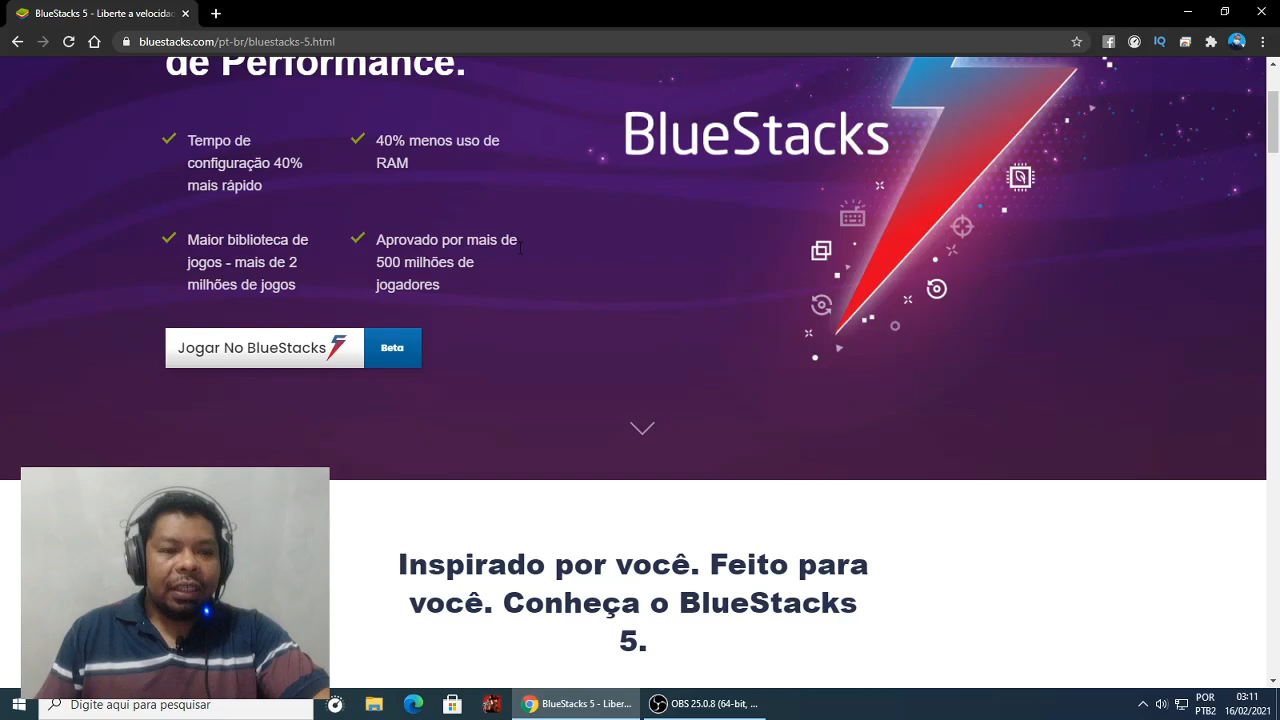 BlueStacks 5 - Liberte a velocidad
bluestacks.com/pt-br/bluestacks-5.html
de Performance.
Tempo de
configuração 40%
mais rápido
40% menos uso de
RAM
Maior biblioteca de
jogos - mais de 2
milhões de jogos
Aprovado por mais de
500 milhões de
jogadores
Jogar No BlueStacks
Beta
BlueStacks
Inspirado por você. Feito para
você. Conheça o BlueStacks
5.
Digite aqui para pesquisar
BlueStacks 5 - Liber...
OBS 25.0.8 (64-bit, ...
POR
PTB2
03:11
16/02/2021